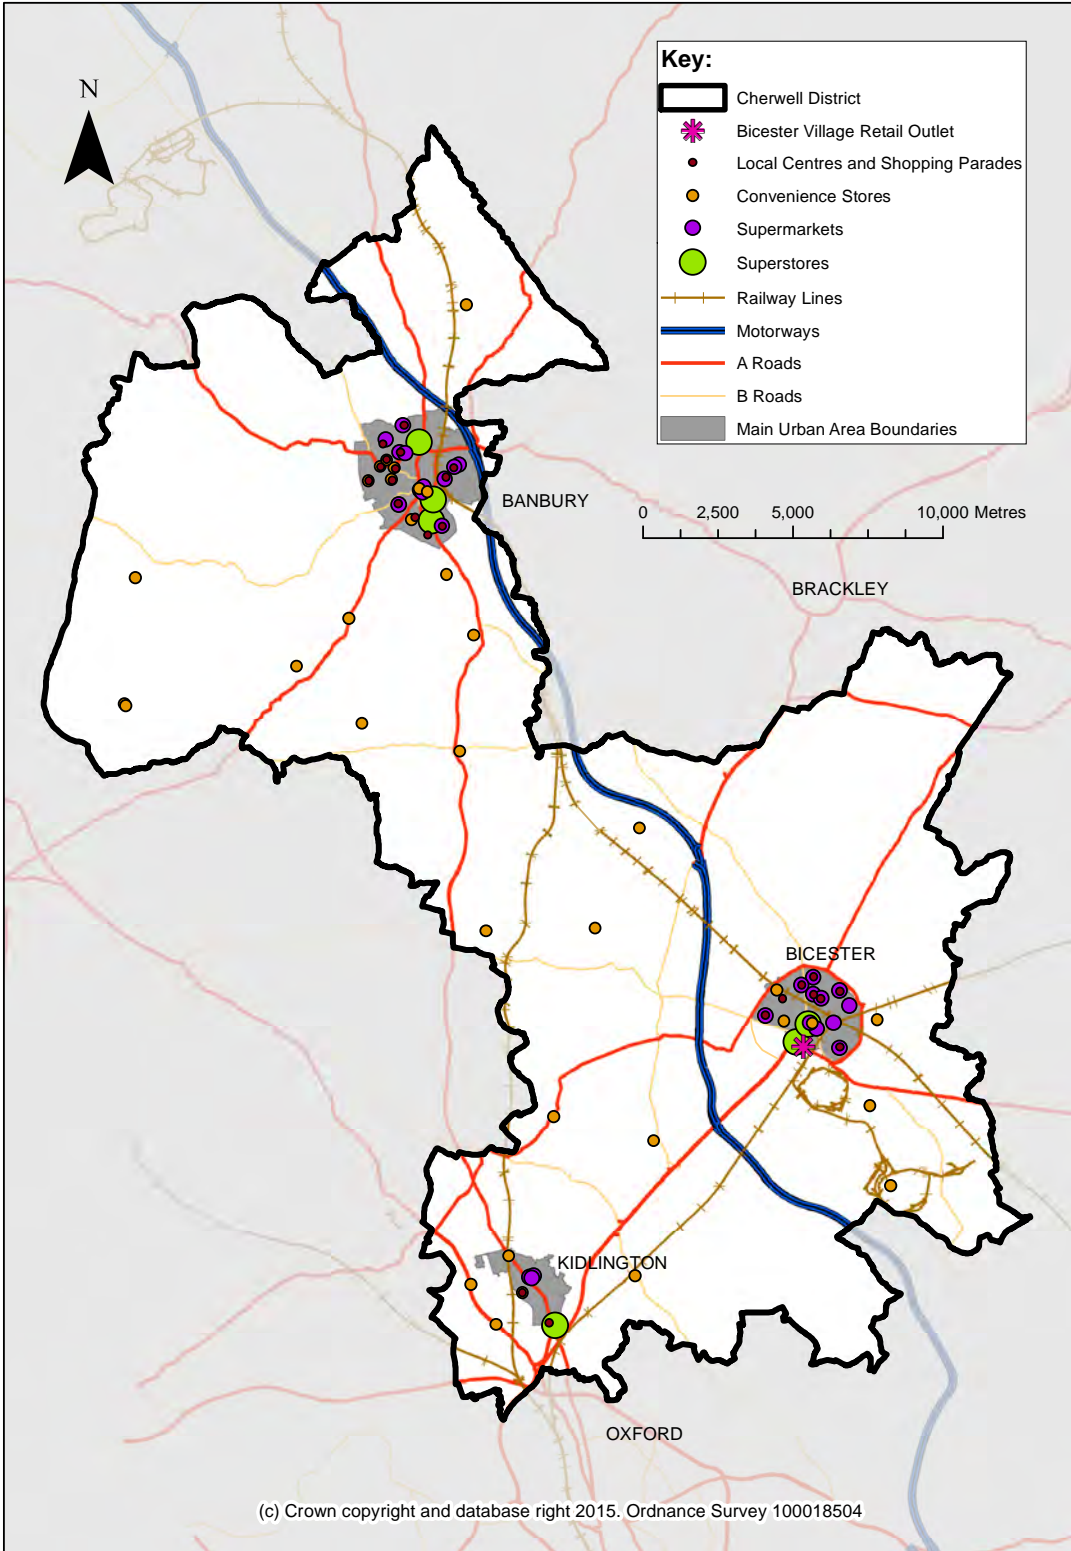 N
Key:
Cherwell District
Bicester Village Retail Outlet
Local Centres and Shopping Parades
Convenience Stores
Supermarkets
Superstores
Railway Lines
Motorways
A Roads
B Roads
Main Urban Area Boundaries
BANBURY
0 2,500 5,000 10,000 Metres
BRACKLEY
BICESTER
KIDLINGTON
OXFORD
(c) Crown copyright and database right 2015. Ordnance Survey 100018504